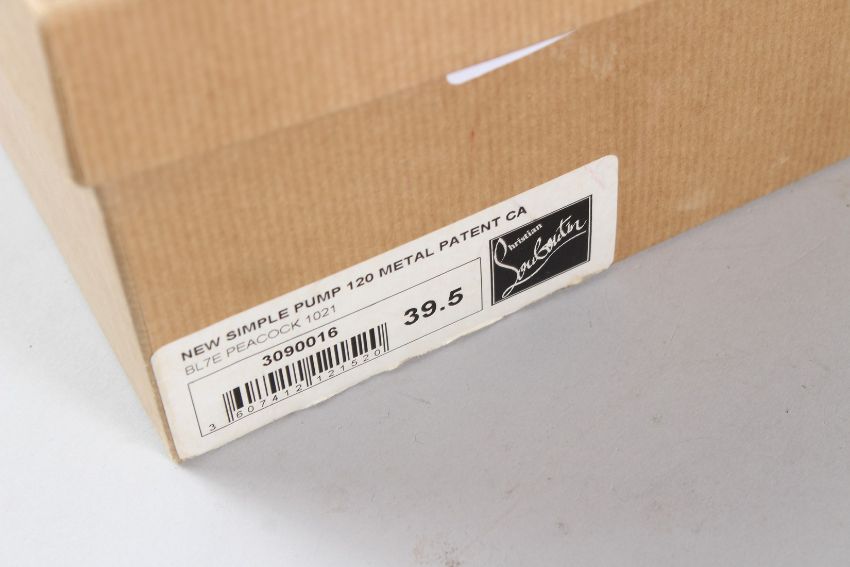 NEW SIMPLE PUMP 120 METAL PATENT CA
BL7E PEACOCK 1021
3090016
39.5
3 607412 121520
Christian
Louboutin